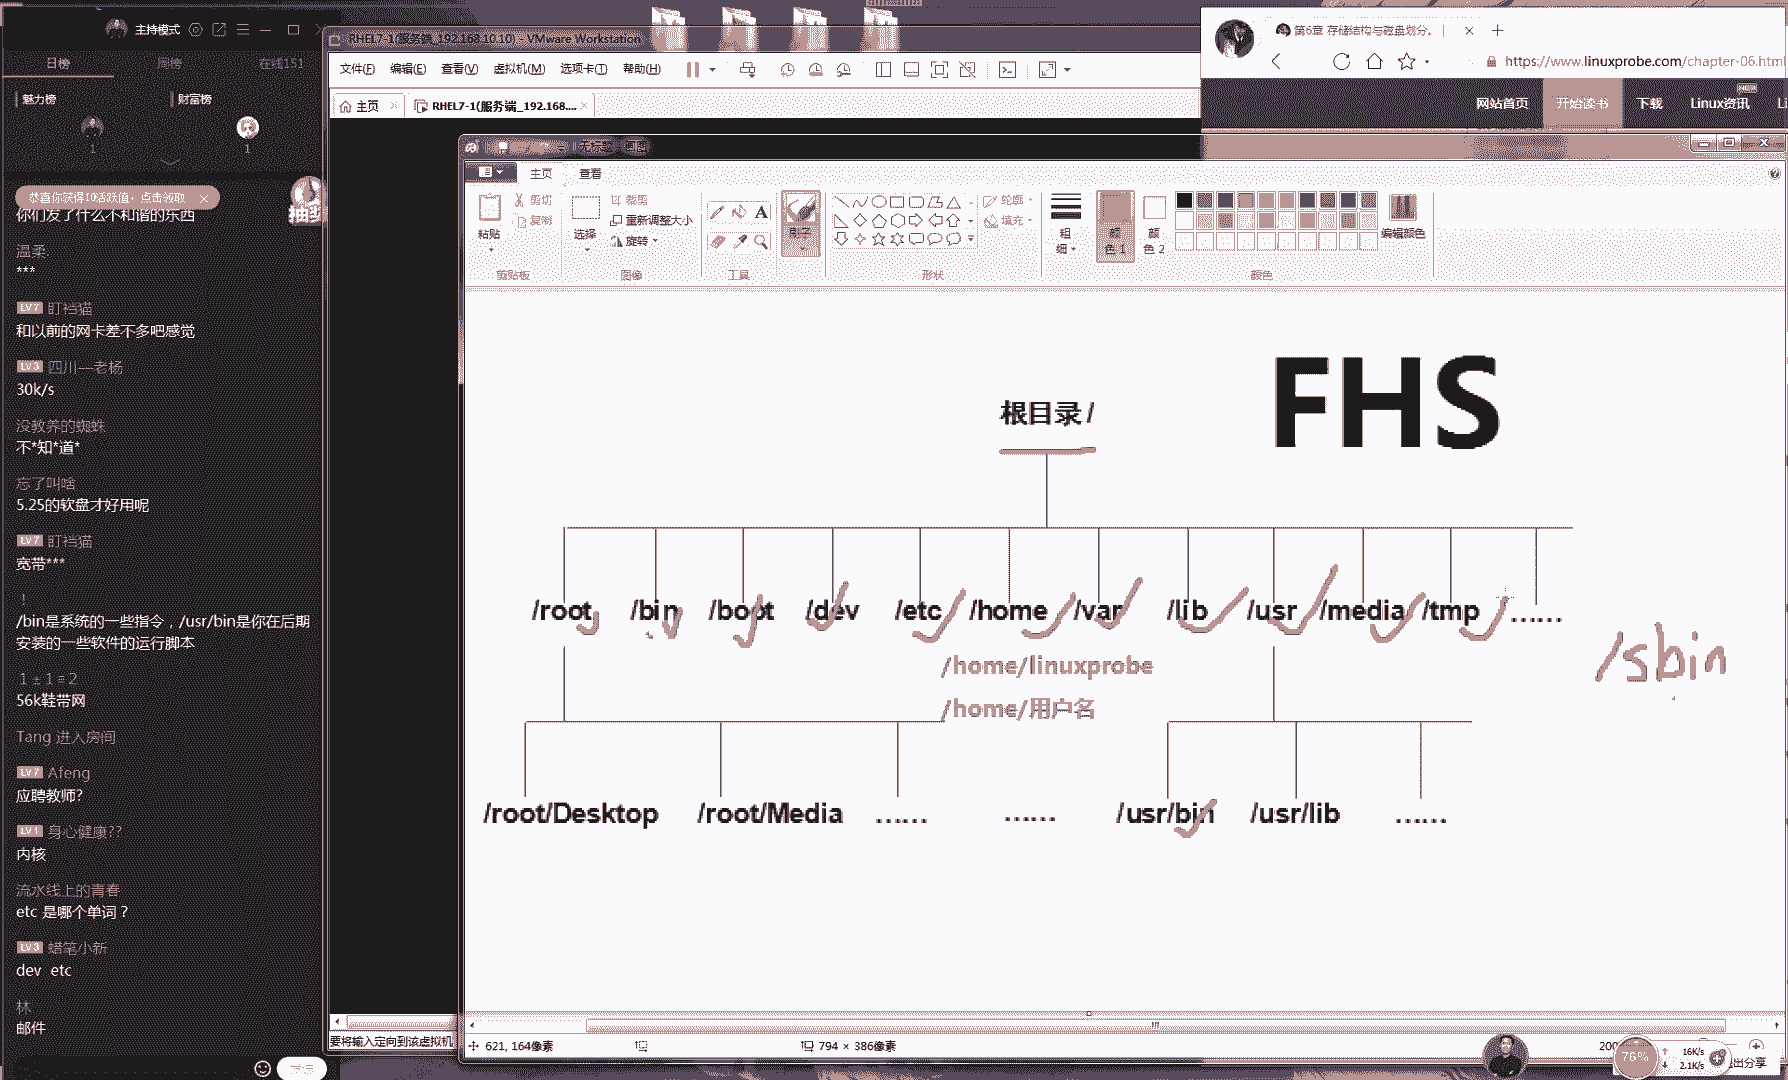 主持模式
日榜
周榜
在线151
魅力榜
财富榜
1
1
恭喜你获得10活跃值，点击领取
你们发了什么不和谐的东西
温柔.
***
LV7 盯裆猫
和以前的网卡差不多吧感觉
LV3 四川—老杨
30k/s
没教养的蜘蛛
不*知*道*
忘了叫啥
5.25的软盘才好用呢
LV7 盯裆猫
宽带***
！
/bin是系统的一些指令，/usr/bin是你在后期
安装的一些软件的运行脚本
1±1=2
56k鞋带网
Tang 进入房间
LV7 Afeng
应聘教师?
LV1 身心健康??
内核
流水线上的青春
etc 是哪个单词？
LV3 蜡笔小新
dev etc
林
邮件
RHEL7-1(服务端_192.168.10.10) - VMware Workstation
文件(F) 编辑(E) 查看(V) 虚拟机(M) 选项卡(T) 帮助(H)
主页
RHEL7-1(服务端_192.168....
第6章 存储结构与磁盘划分。
https://www.linuxprobe.com/chapter-06.html
网站首页 开始读书 下载 Linux资讯 Li
无标题 - 画图
主页 查看
粘贴
剪切
复制
剪贴板
选择
裁剪
重新调整大小
旋转
图像
工具
刷子
轮廓
填充
形状
粗细
颜色 1
颜色 2
编辑颜色
颜色
FHS
根目录/
/root /bin /boot /dev /etc /home /var /lib /usr /media /tmp ……
/sbin
/home/linuxprobe
/home/用户名
/root/Desktop /root/Media …… …… /usr/bin /usr/lib ……
要将输入定向到该虚拟机
621, 164像素
794 × 386像素
200
76%
16K/s
2.1K/s
出分享